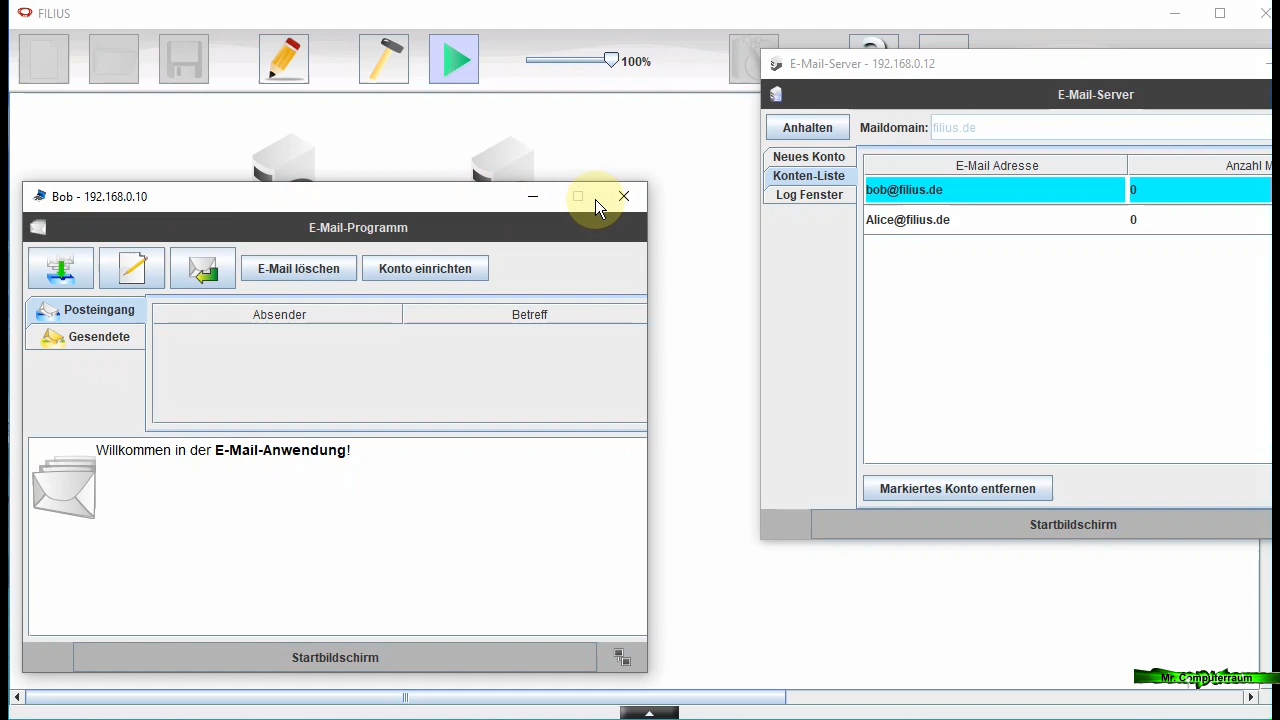 FILIUS
100%
E-Mail-Server - 192.168.0.12
E-Mail-Server
Anhalten
Maildomain:
filius.de
Neues Konto
Konten-Liste
Log Fenster
E-Mail Adresse
Anzahl M
bob@filius.de
0
Alice@filius.de
0
Markiertes Konto entfernen
Startbildschirm
Bob - 192.168.0.10
E-Mail-Programm
E-Mail löschen
Konto einrichten
Posteingang
Gesendete
Absender
Betreff
Willkommen in der E-Mail-Anwendung!
Startbildschirm
Mr. Computerraum